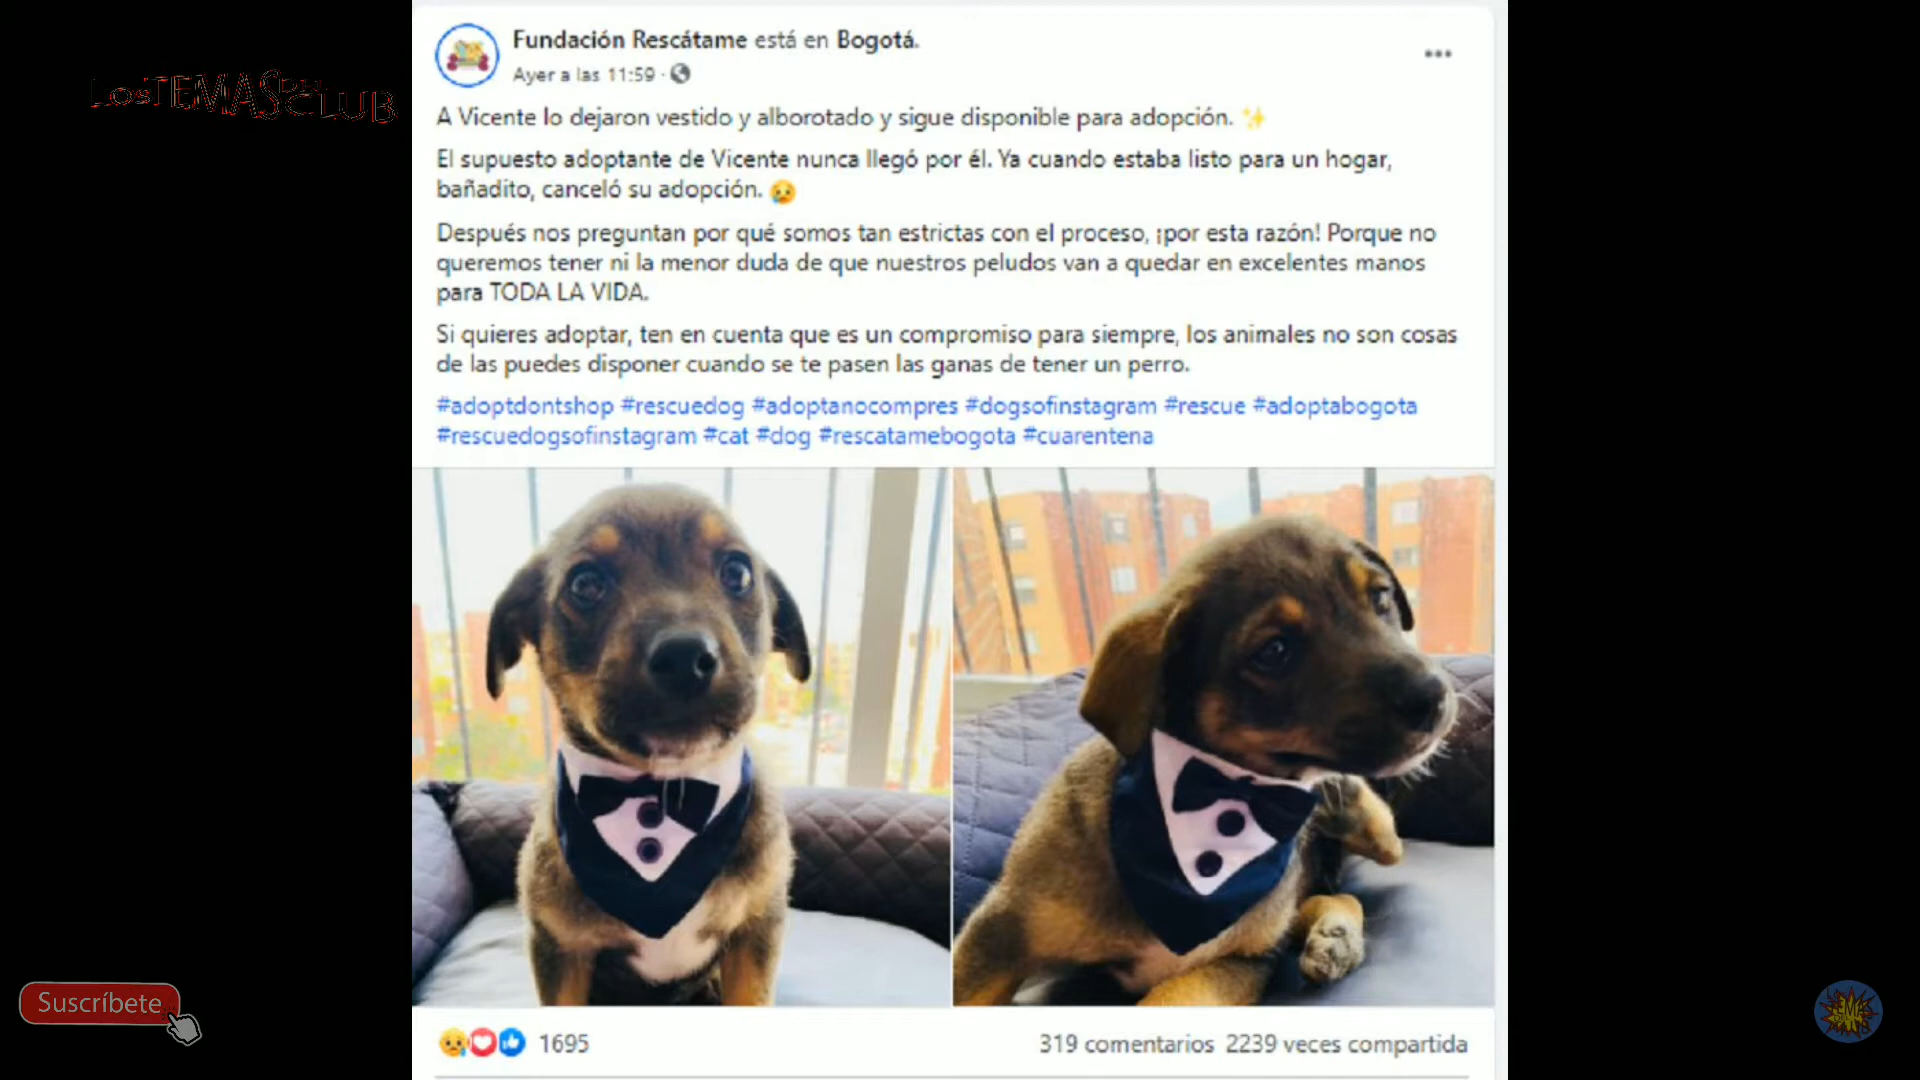 Fundación Rescátame está en Bogotá.
Ayer a las 11:59 ·
LOS TEMAS DEL CLUB
A Vicente lo dejaron vestido y alborotado y sigue disponible para adopción. ✨
El supuesto adoptante de Vicente nunca llegó por él. Ya cuando estaba listo para un hogar,
bañadito, canceló su adopción. 😥
Después nos preguntan por qué somos tan estrictas con el proceso, ¡por esta razón! Porque no
queremos tener ni la menor duda de que nuestros peludos van a quedar en excelentes manos
para TODA LA VIDA.
Si quieres adoptar, ten en cuenta que es un compromiso para siempre, los animales no son cosas
de las puedes disponer cuando se te pasen las ganas de tener un perro.
#adoptdontshop #rescuedog #adoptanocompres #dogsofinstagram #rescue #adoptabogota
#rescuedogsofinstagram #cat #dog #rescatamebogota #cuarentena
Suscríbete
1695
319 comentarios 2239 veces compartida